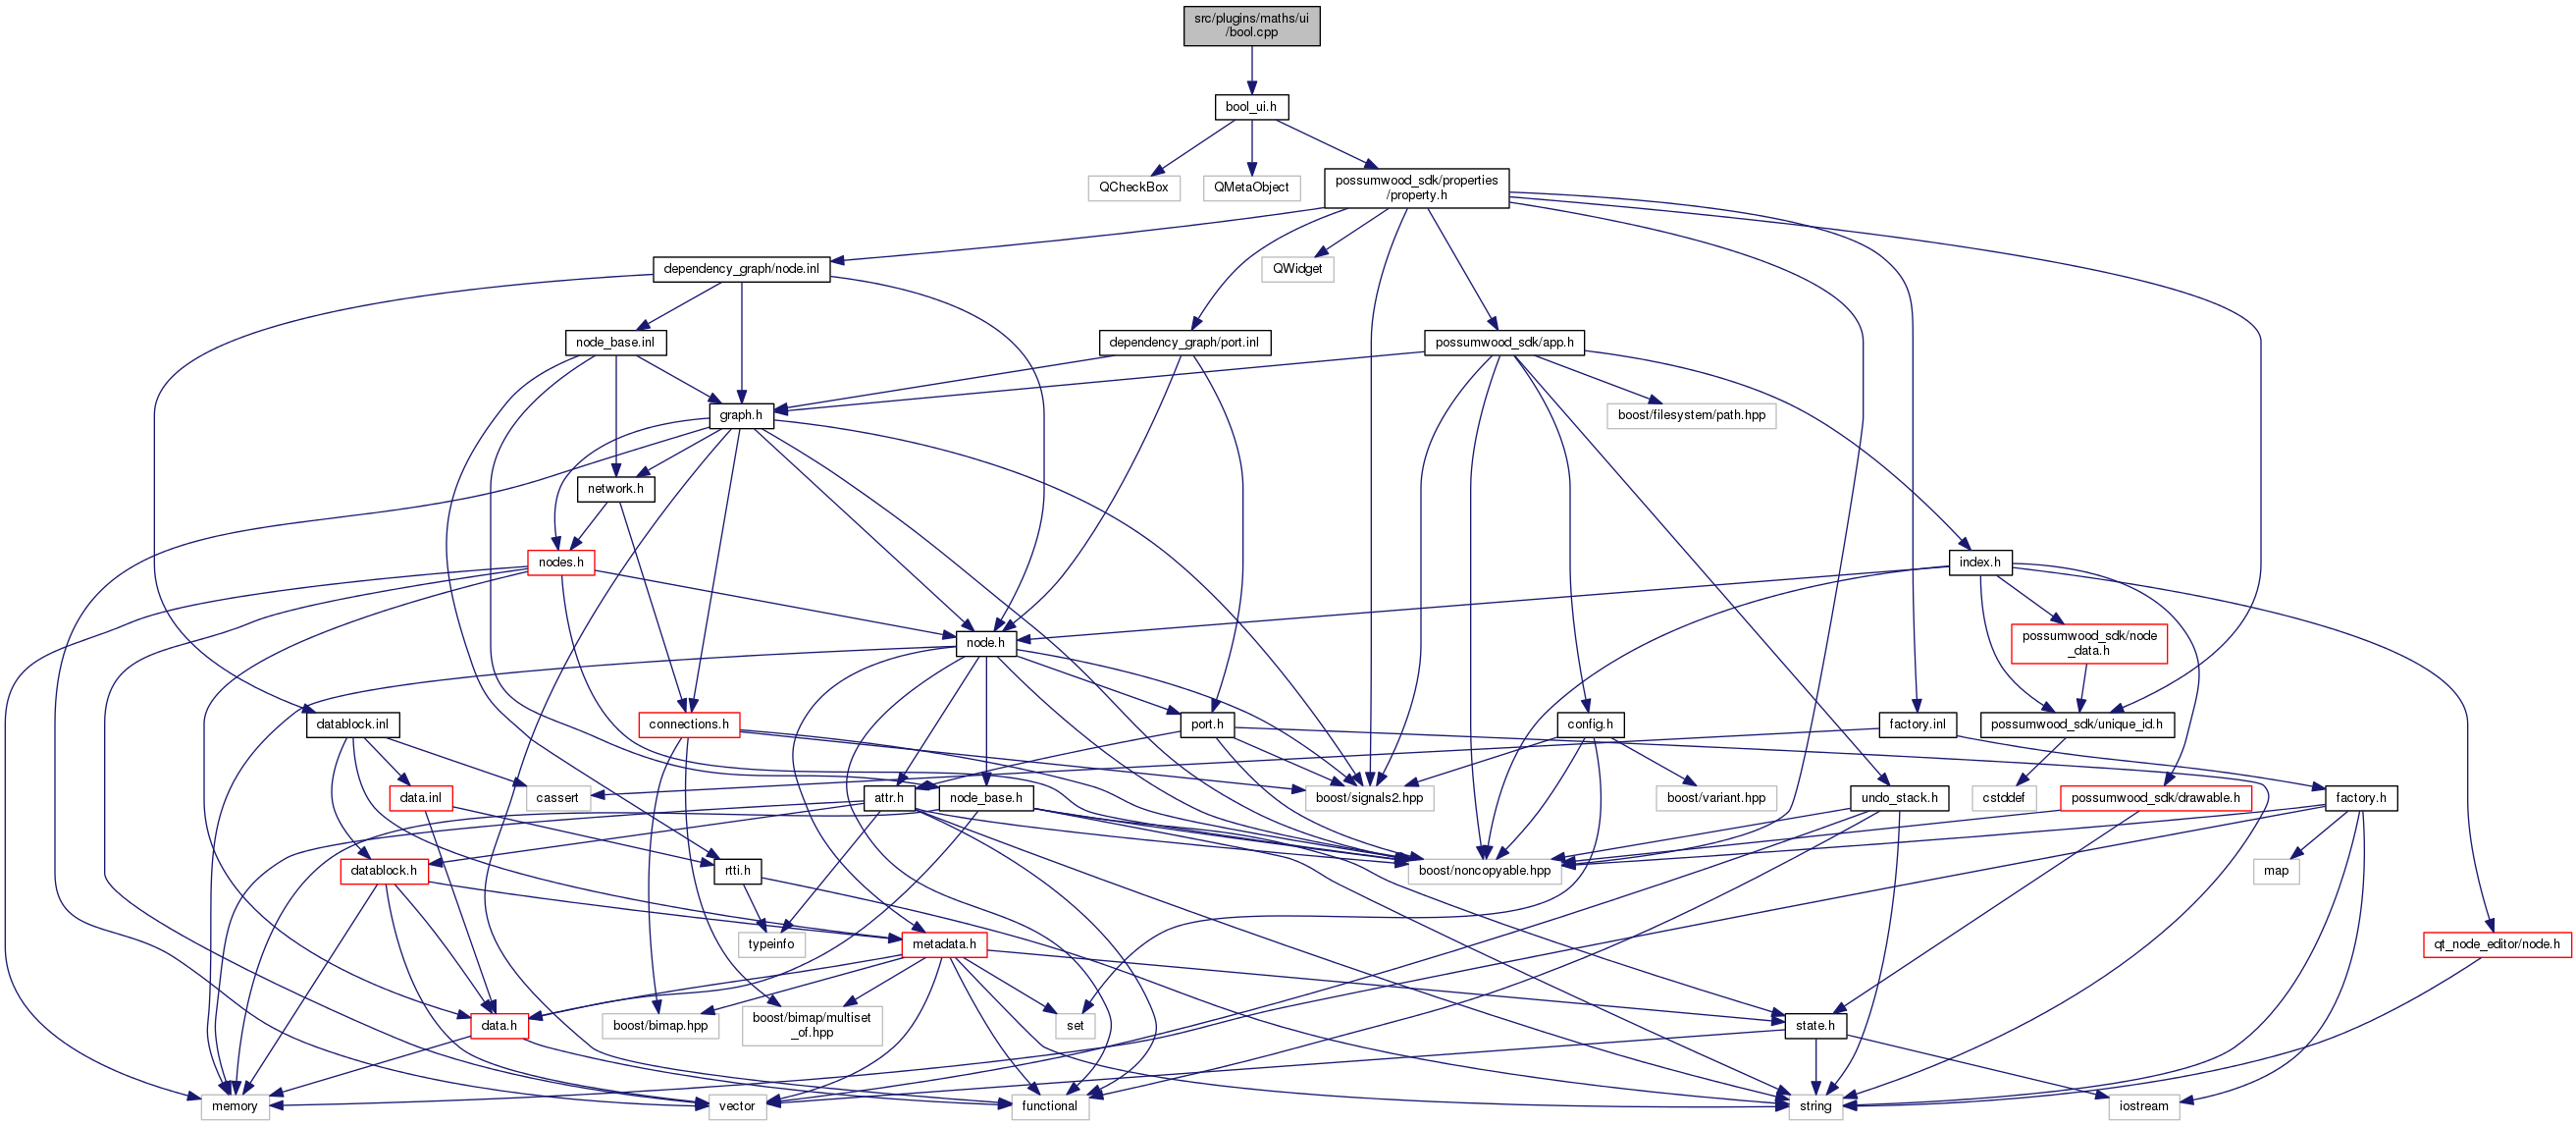 src/plugins/maths/ui
/bool.cpp
bool_ui.h
QCheckBox
QMetaObject
possumwood_sdk/properties
/property.h
dependency_graph/node.inl
QWidget
node_base.inl
dependency_graph/port.inl
possumwood_sdk/app.h
graph.h
boost/filesystem/path.hpp
network.h
nodes.h
index.h
node.h
possumwood_sdk/node
_data.h
datablock.inl
connections.h
port.h
config.h
factory.inl
possumwood_sdk/unique_id.h
data.inl
cassert
attr.h
node_base.h
boost/signals2.hpp
boost/variant.hpp
undo_stack.h
cstddef
possumwood_sdk/drawable.h
factory.h
datablock.h
rtti.h
boost/noncopyable.hpp
map
typeinfo
metadata.h
qt_node_editor/node.h
data.h
boost/bimap.hpp
boost/bimap/multiset
_of.hpp
set
state.h
memory
vector
functional
string
iostream